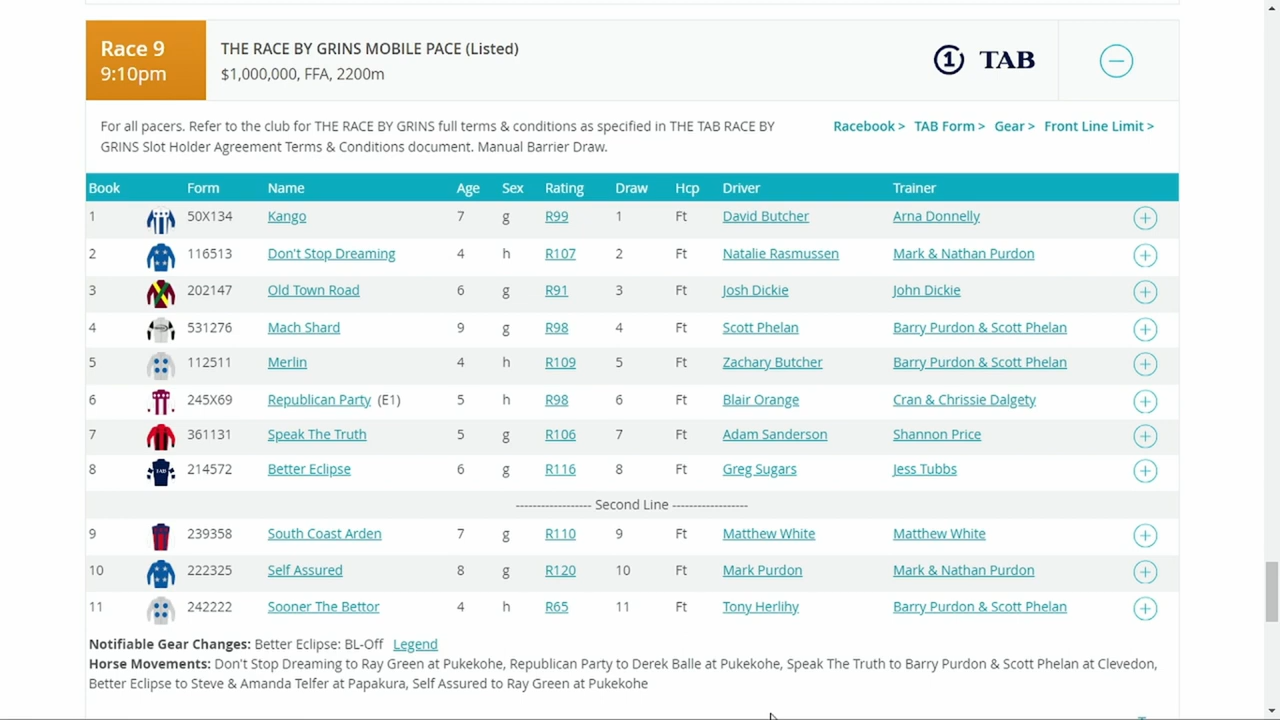 Race 9
9:10pm
THE RACE BY GRINS MOBILE PACE (Listed)
$1,000,000, FFA, 2200m
1 TAB
For all pacers. Refer to the club for THE RACE BY GRINS full terms & conditions as specified in THE TAB RACE BY
GRINS Slot Holder Agreement Terms & Conditions document. Manual Barrier Draw.
Racebook > TAB Form > Gear > Front Line Limit >
Book Form Name Age Sex Rating Draw Hcp Driver Trainer
1 50X134 Kango 7 g R99 1 Ft David Butcher Arna Donnelly
2 116513 Don't Stop Dreaming 4 h R107 2 Ft Natalie Rasmussen Mark & Nathan Purdon
3 202147 Old Town Road 6 g R91 3 Ft Josh Dickie John Dickie
4 531276 Mach Shard 9 g R98 4 Ft Scott Phelan Barry Purdon & Scott Phelan
5 112511 Merlin 4 h R109 5 Ft Zachary Butcher Barry Purdon & Scott Phelan
6 245X69 Republican Party (E1) 5 h R98 6 Ft Blair Orange Cran & Chrissie Dalgety
7 361131 Speak The Truth 5 g R106 7 Ft Adam Sanderson Shannon Price
8 TAB 214572 Better Eclipse 6 g R116 8 Ft Greg Sugars Jess Tubbs
------------------ Second Line ------------------
9 239358 South Coast Arden 7 g R110 9 Ft Matthew White Matthew White
10 222325 Self Assured 8 g R120 10 Ft Mark Purdon Mark & Nathan Purdon
11 242222 Sooner The Bettor 4 h R65 11 Ft Tony Herlihy Barry Purdon & Scott Phelan
Notifiable Gear Changes: Better Eclipse: BL-Off Legend
Horse Movements: Don't Stop Dreaming to Ray Green at Pukekohe, Republican Party to Derek Balle at Pukekohe, Speak The Truth to Barry Purdon & Scott Phelan at Clevedon,
Better Eclipse to Steve & Amanda Telfer at Papakura, Self Assured to Ray Green at Pukekohe